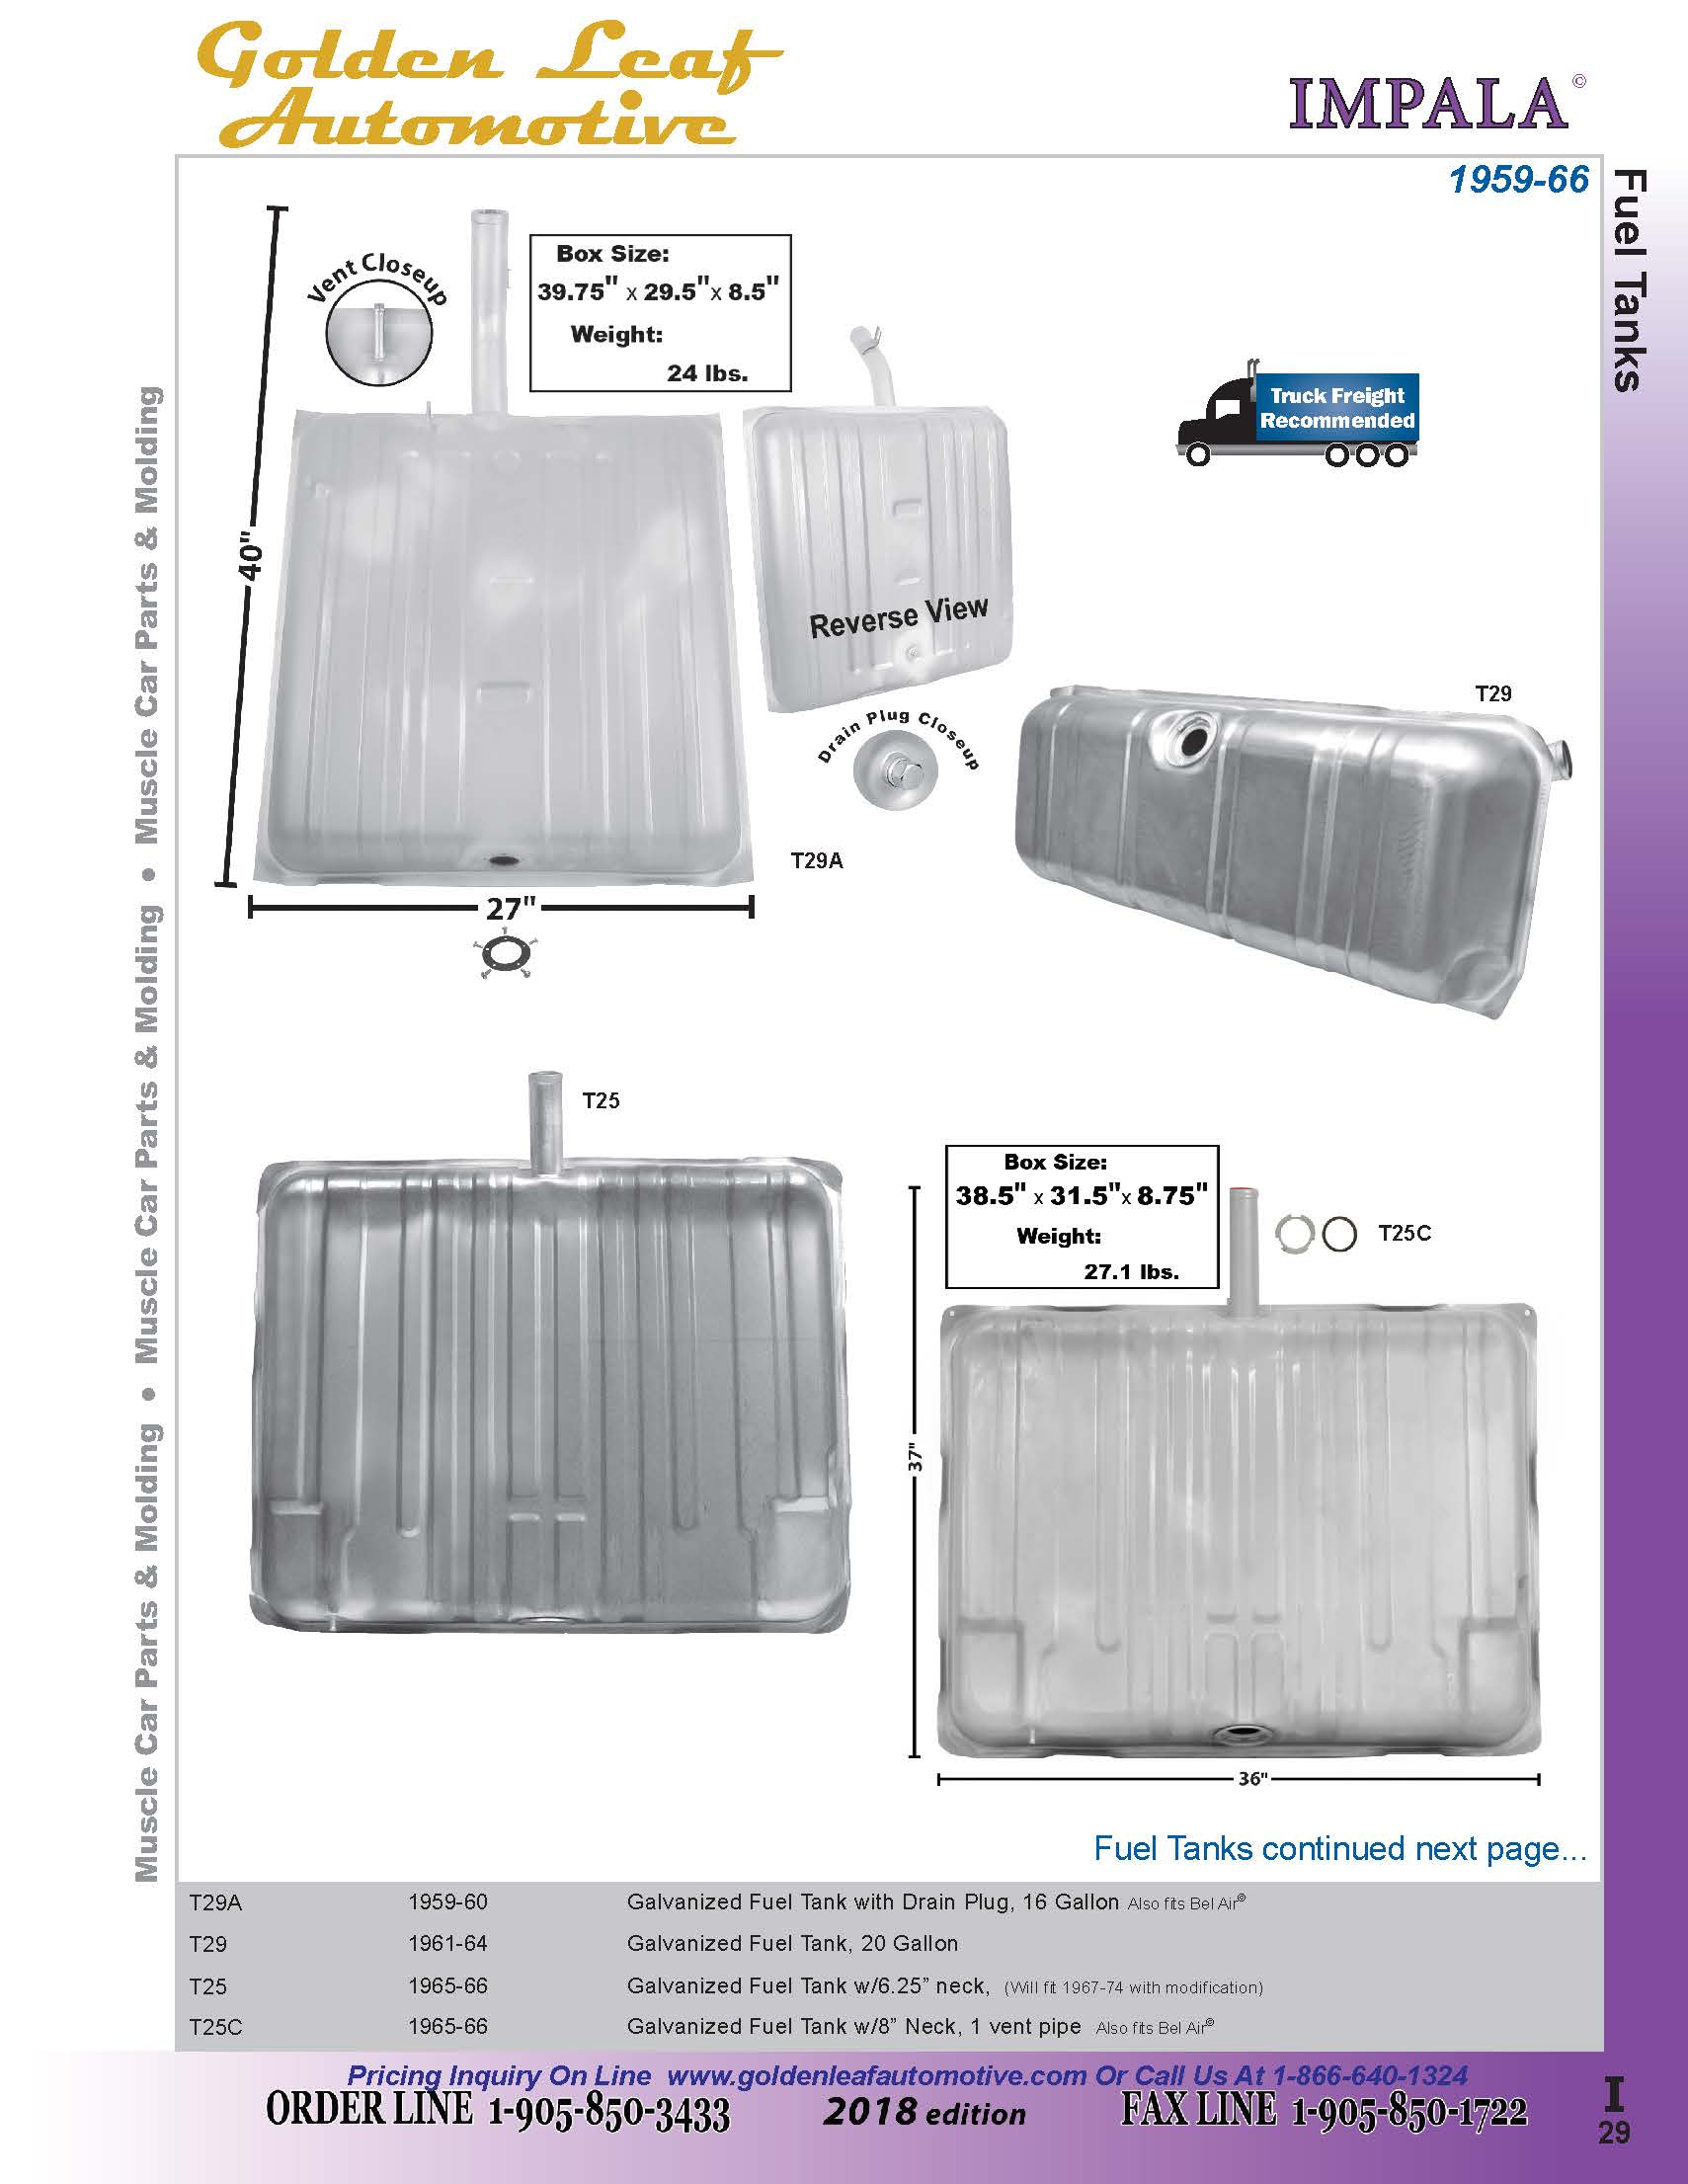 Golden Leaf
Automotive
IMPALA©
1959-66
Fuel Tanks
Muscle Car Parts & Molding • Muscle Car Parts & Molding • Muscle Car Parts & Molding
Vent Closeup
Box Size:
39.75" x 29.5"x 8.5"
Weight:
24 lbs.
Truck Freight
Recommended
40"
Reverse View
Drain Plug Closeup
T29
T29A
27"
T25
Box Size:
38.5" x 31.5"x 8.75"
Weight:
27.1 lbs.
T25C
37"
36"
Fuel Tanks continued next page...
T29A 1959-60 Galvanized Fuel Tank with Drain Plug, 16 Gallon Also fits Bel Air©
T29 1961-64 Galvanized Fuel Tank, 20 Gallon
T25 1965-66 Galvanized Fuel Tank w/6.25” neck, (Will fit 1967-74 with modification)
T25C 1965-66 Galvanized Fuel Tank w/8” Neck, 1 vent pipe Also fits Bel Air©
Pricing Inquiry On Line www.goldenleafautomotive.com Or Call Us At 1-866-640-1324
ORDER LINE 1-905-850-3433 2018 edition FAX LINE 1-905-850-1722
I
29